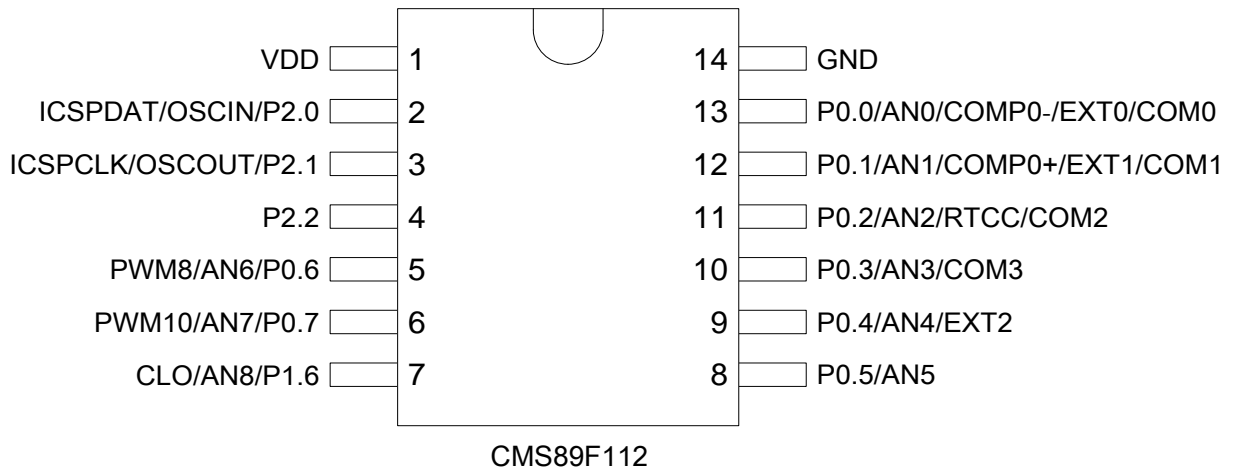 VDD 1 14 GND
ICSPDAT/OSCIN/P2.0 2 13 P0.0/AN0/COMP0-/EXT0/COM0
ICSPCLK/OSCOUT/P2.1 3 12 P0.1/AN1/COMP0+/EXT1/COM1
P2.2 4 11 P0.2/AN2/RTCC/COM2
PWM8/AN6/P0.6 5 10 P0.3/AN3/COM3
PWM10/AN7/P0.7 6 9 P0.4/AN4/EXT2
CLO/AN8/P1.6 7 8 P0.5/AN5
CMS89F112